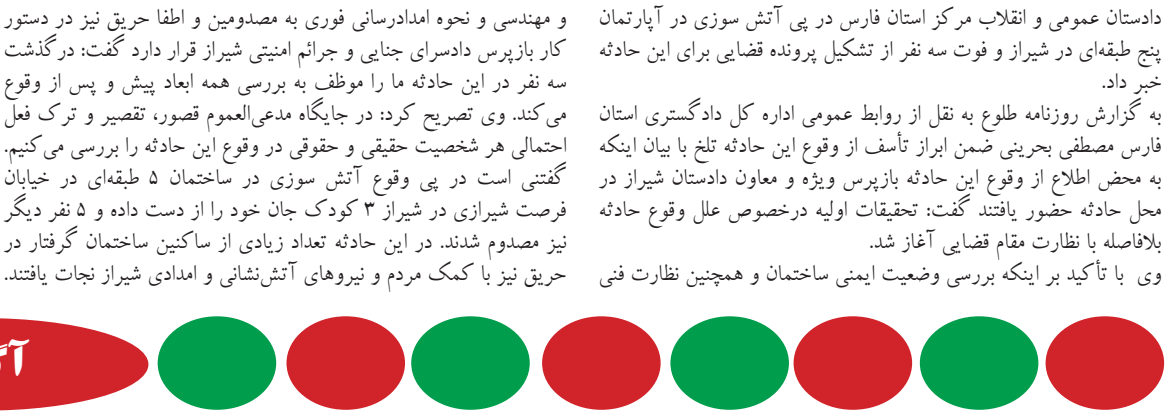 دادستان عمومی و انقلاب مرکز استان فارس در پی آتش سوزی در آپارتمان
پنج طبقه‌ای در شیراز و فوت سه نفر از تشکیل پرونده قضایی برای این حادثه
خبر داد.
به گزارش روزنامه طلوع به نقل از روابط عمومی اداره کل دادگستری استان
فارس مصطفی بحرینی ضمن ابراز تأسف از وقوع این حادثه تلخ با بیان اینکه
به محض اطلاع از وقوع این حادثه بازپرس ویژه و معاون دادستان شیراز در
محل حادثه حضور یافتند گفت: تحقیقات اولیه درخصوص علل وقوع حادثه
بلافاصله با نظارت مقام قضایی آغاز شد.
وی با تأکید بر اینکه بررسی وضعیت ایمنی ساختمان و همچنین نظارت فنی
و مهندسی و نحوه امدادرسانی فوری به مصدومین و اطفا حریق نیز در دستور
کار بازپرس دادسرای جنایی و جرائم امنیتی شیراز قرار دارد گفت: درگذشت
سه نفر در این حادثه ما را موظف به بررسی همه ابعاد پیش و پس از وقوع
می‌کند. وی تصریح کرد: در جایگاه مدعی‌العموم قصور، تقصیر و ترک فعل
احتمالی هر شخصیت حقیقی و حقوقی در وقوع این حادثه را بررسی می‌کنیم.
گفتنی است در پی وقوع آتش سوزی در ساختمان ۵ طبقه‌ای در خیابان
فرصت شیرازی در شیراز ۳ کودک جان خود را از دست داده و ۵ نفر دیگر
نیز مصدوم شدند. در این حادثه تعداد زیادی از ساکنین ساختمان گرفتار در
حریق نیز با کمک مردم و نیروهای آتش‌نشانی و امدادی شیراز نجات یافتند.